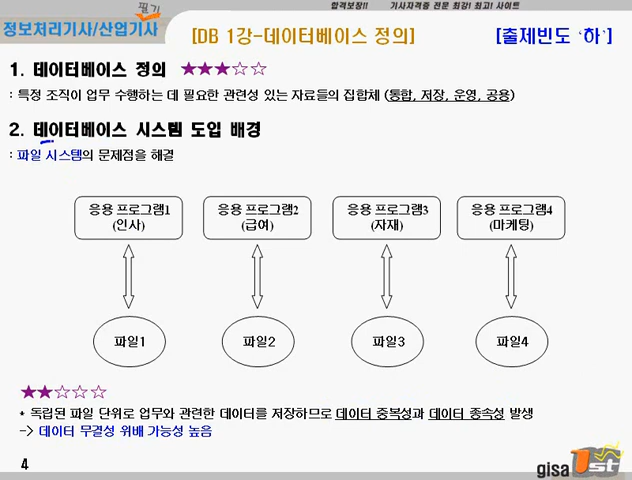 합격보장!! 기사자격증 전문 최강! 최고! 사이트
필기
정보처리기사/산업기사
[DB 1강-데이터베이스 정의]
[출제빈도 '하']
1. 데이터베이스 정의 ★★★☆☆
: 특정 조직이 업무 수행하는 데 필요한 관련성 있는 자료들의 집합체 (통합, 저장, 운영, 공용)
2. 데이터베이스 시스템 도입 배경
: 파일 시스템의 문제점을 해결
응용 프로그램1
(인사)
응용 프로그램2
(급여)
응용 프로그램3
(자재)
응용 프로그램4
(마케팅)
파일1
파일2
파일3
파일4
★★☆☆☆
* 독립된 파일 단위로 업무와 관련한 데이터를 저장하므로 데이터 중복성과 데이터 종속성 발생
-> 데이터 무결성 위배 가능성 높음
4
gisa 1st